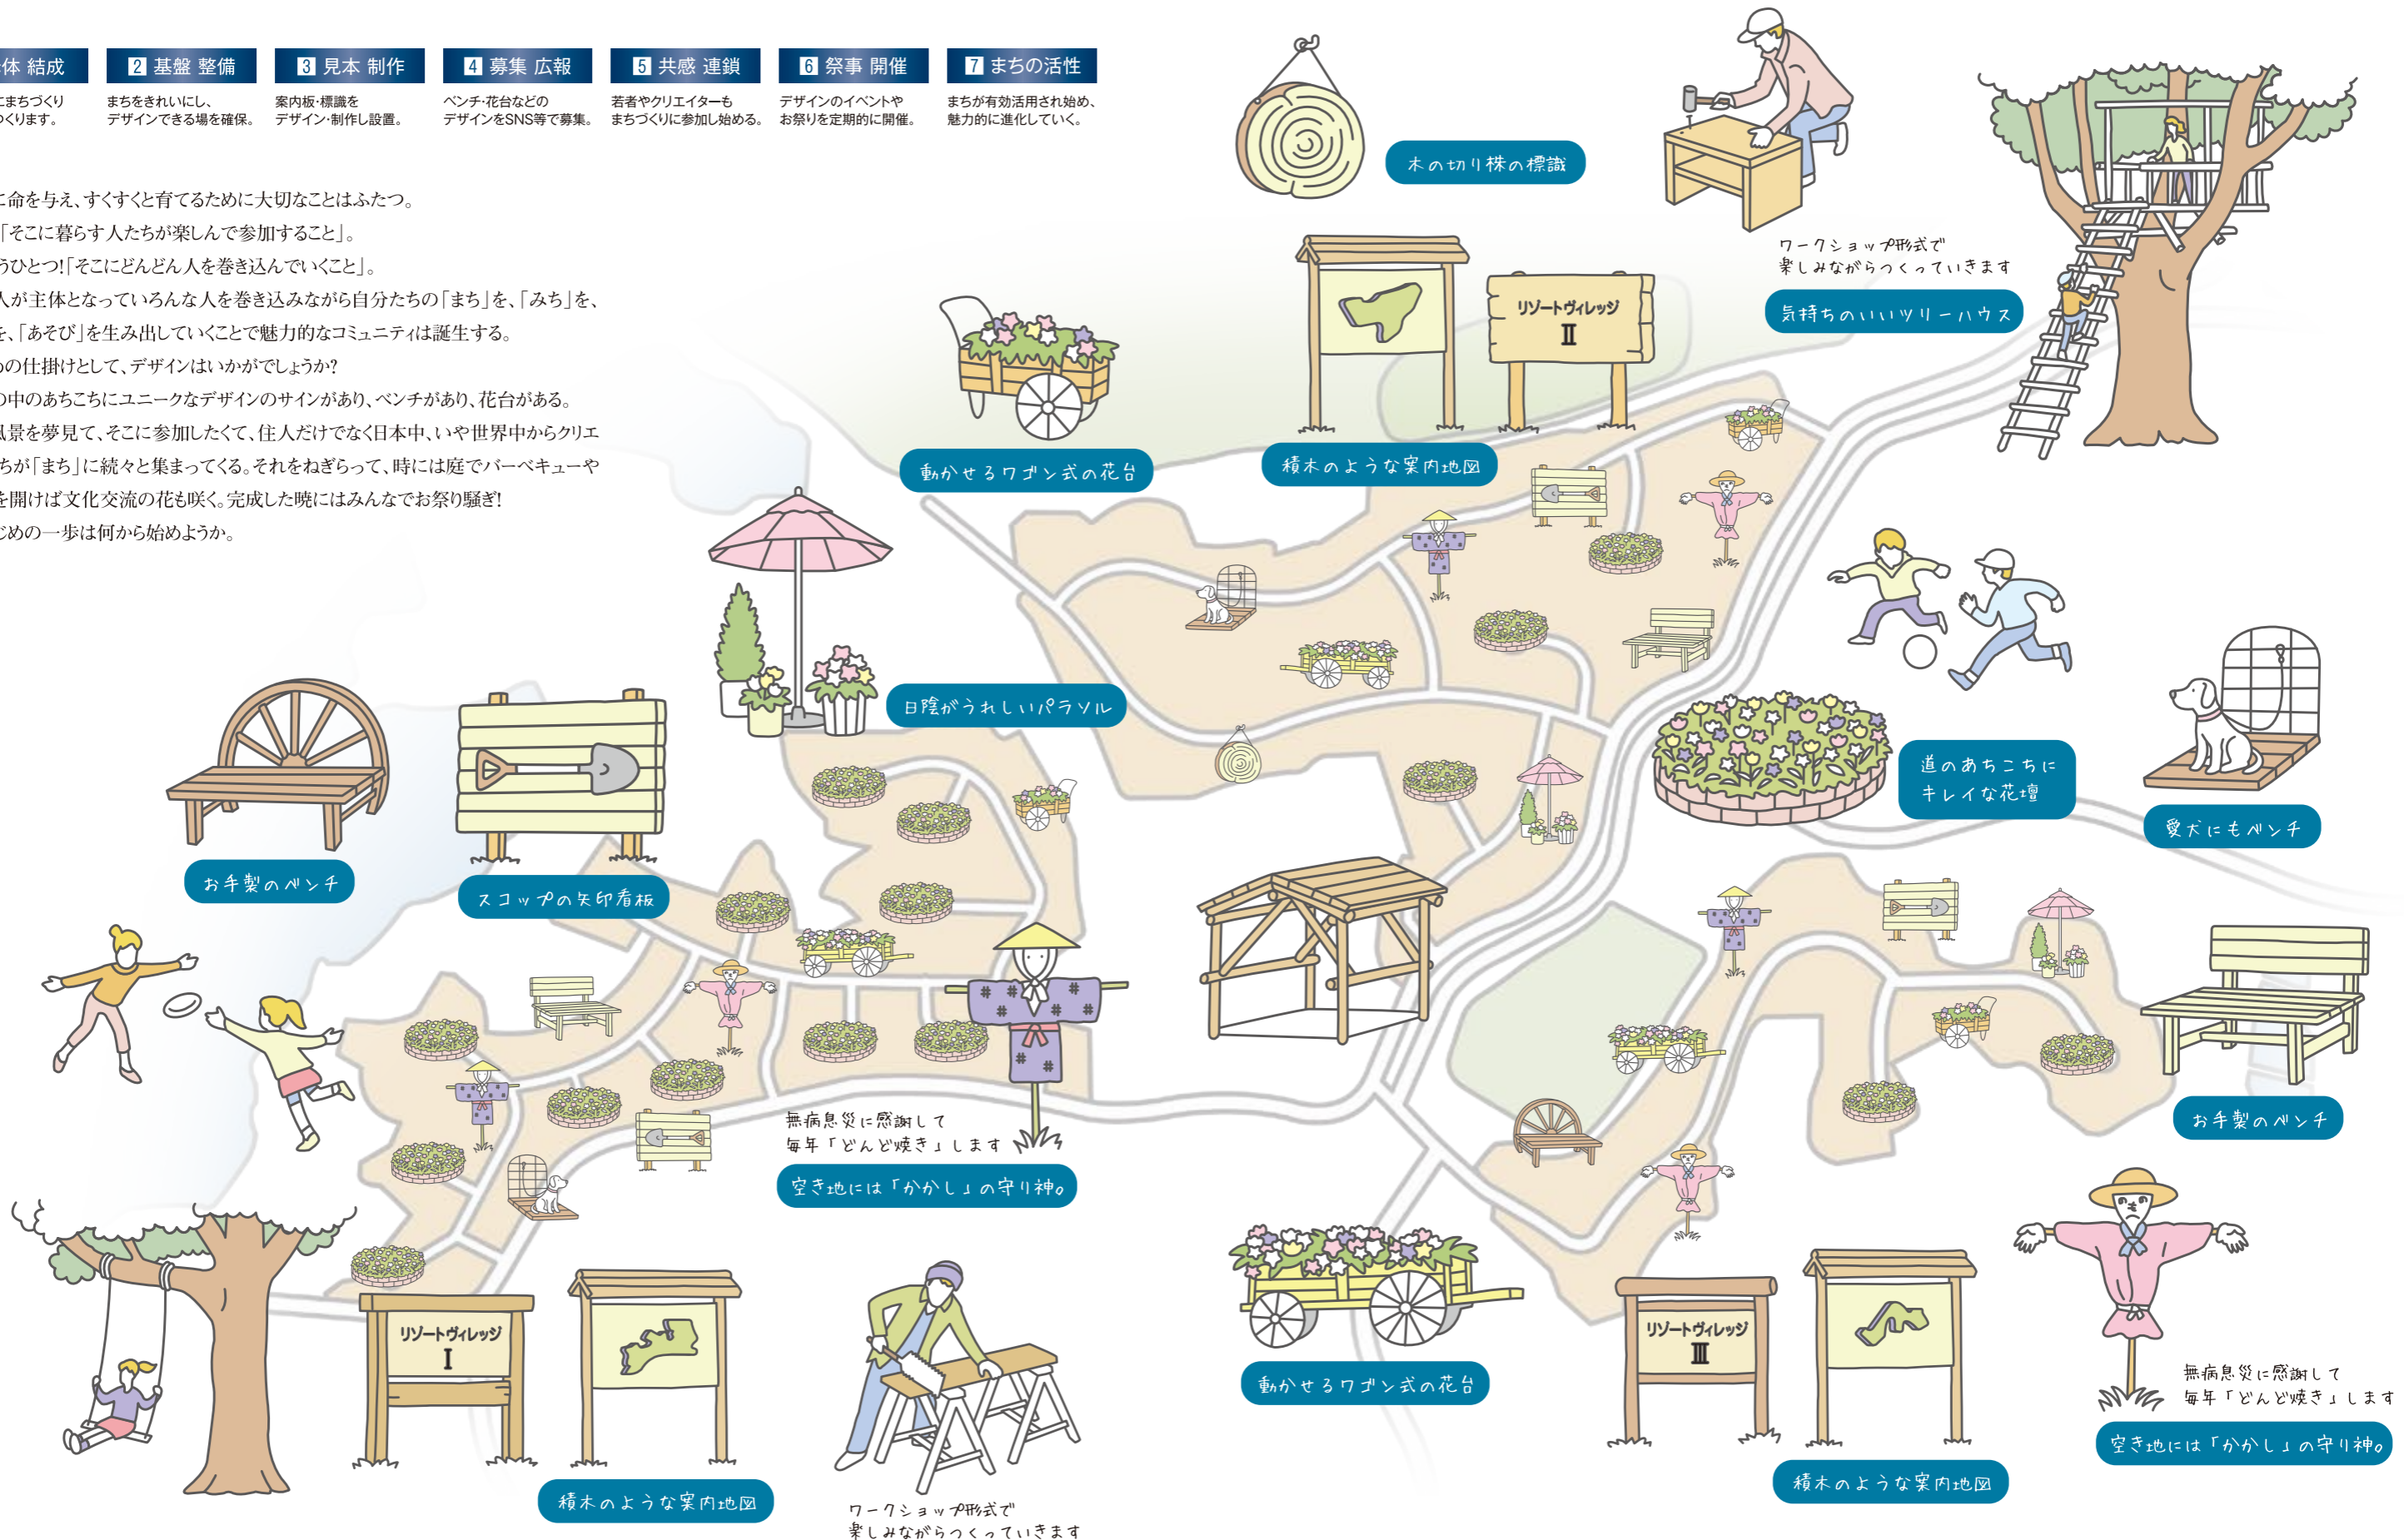 体 結成
にまちづくり
つくります。
2 基盤 整備
まちをきれいにし、
デザインできる場を確保。
3 見本 制作
案内板・標識を
デザイン・制作し設置。
4 募集 広報
ベンチ・花台などの
デザインをSNS等で募集。
5 共感 連鎖
若者やクリエイターも
まちづくりに参加し始める。
6 祭事 開催
デザインのイベントや
お祭りを定期的に開催。
7 まちの活性
まちが有効活用され始め、
魅力的に進化していく。
に命を与え、すくすくと育てるために大切なことはふたつ。
「そこに暮らす人たちが楽しんで参加すること」。
うひとつ!「そこにどんどん人を巻き込んでいくこと」。
人が主体となっていろんな人を巻き込みながら自分たちの「まち」を、「みち」を、
を、「あそび」を生み出していくことで魅力的なコミュニティは誕生する。
めの仕掛けとして、デザインはいかがでしょうか?
の中のあちこちにユニークなデザインのサインがあり、ベンチがあり、花台がある。
風景を夢見て、そこに参加したくて、住人だけでなく日本中、いや世界中からクリエ
ちが「まち」に続々と集まってくる。それをねぎらって、時には庭でバーベキューや
を開けば文化交流の花も咲く。完成した暁にはみんなでお祭り騒ぎ!
じめの一歩は何から始めようか。
木の切り株の標識
ワークショップ形式で
楽しみながらつくっていきます
気持ちのいいツリーハウス
リゾートヴィレッジ
II
動かせるワゴン式の花台
積木のような案内地図
日陰がうれしいパラソル
道のあちこちに
キレイな花壇
愛犬にもベンチ
お手製のベンチ
スコップの矢印看板
お手製のベンチ
無病息災に感謝して
毎年「どんど焼き」します
空き地には「かかし」の守り神。
リゾートヴィレッジ
I
積木のような案内地図
ワークショップ形式で
楽しみながらつくっていきます
動かせるワゴン式の花台
リゾートヴィレッジ
III
積木のような案内地図
無病息災に感謝して
毎年「どんど焼き」します
空き地には「かかし」の守り神。